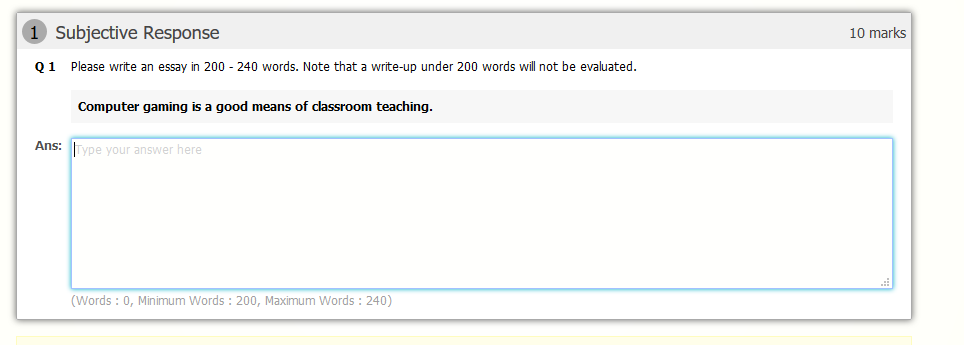 1 Subjective Response 10 marks
Q 1 Please write an essay in 200 - 240 words. Note that a write-up under 200 words will not be evaluated.
Computer gaming is a good means of classroom teaching.
Ans: Type your answer here
(Words : 0, Minimum Words : 200, Maximum Words : 240)